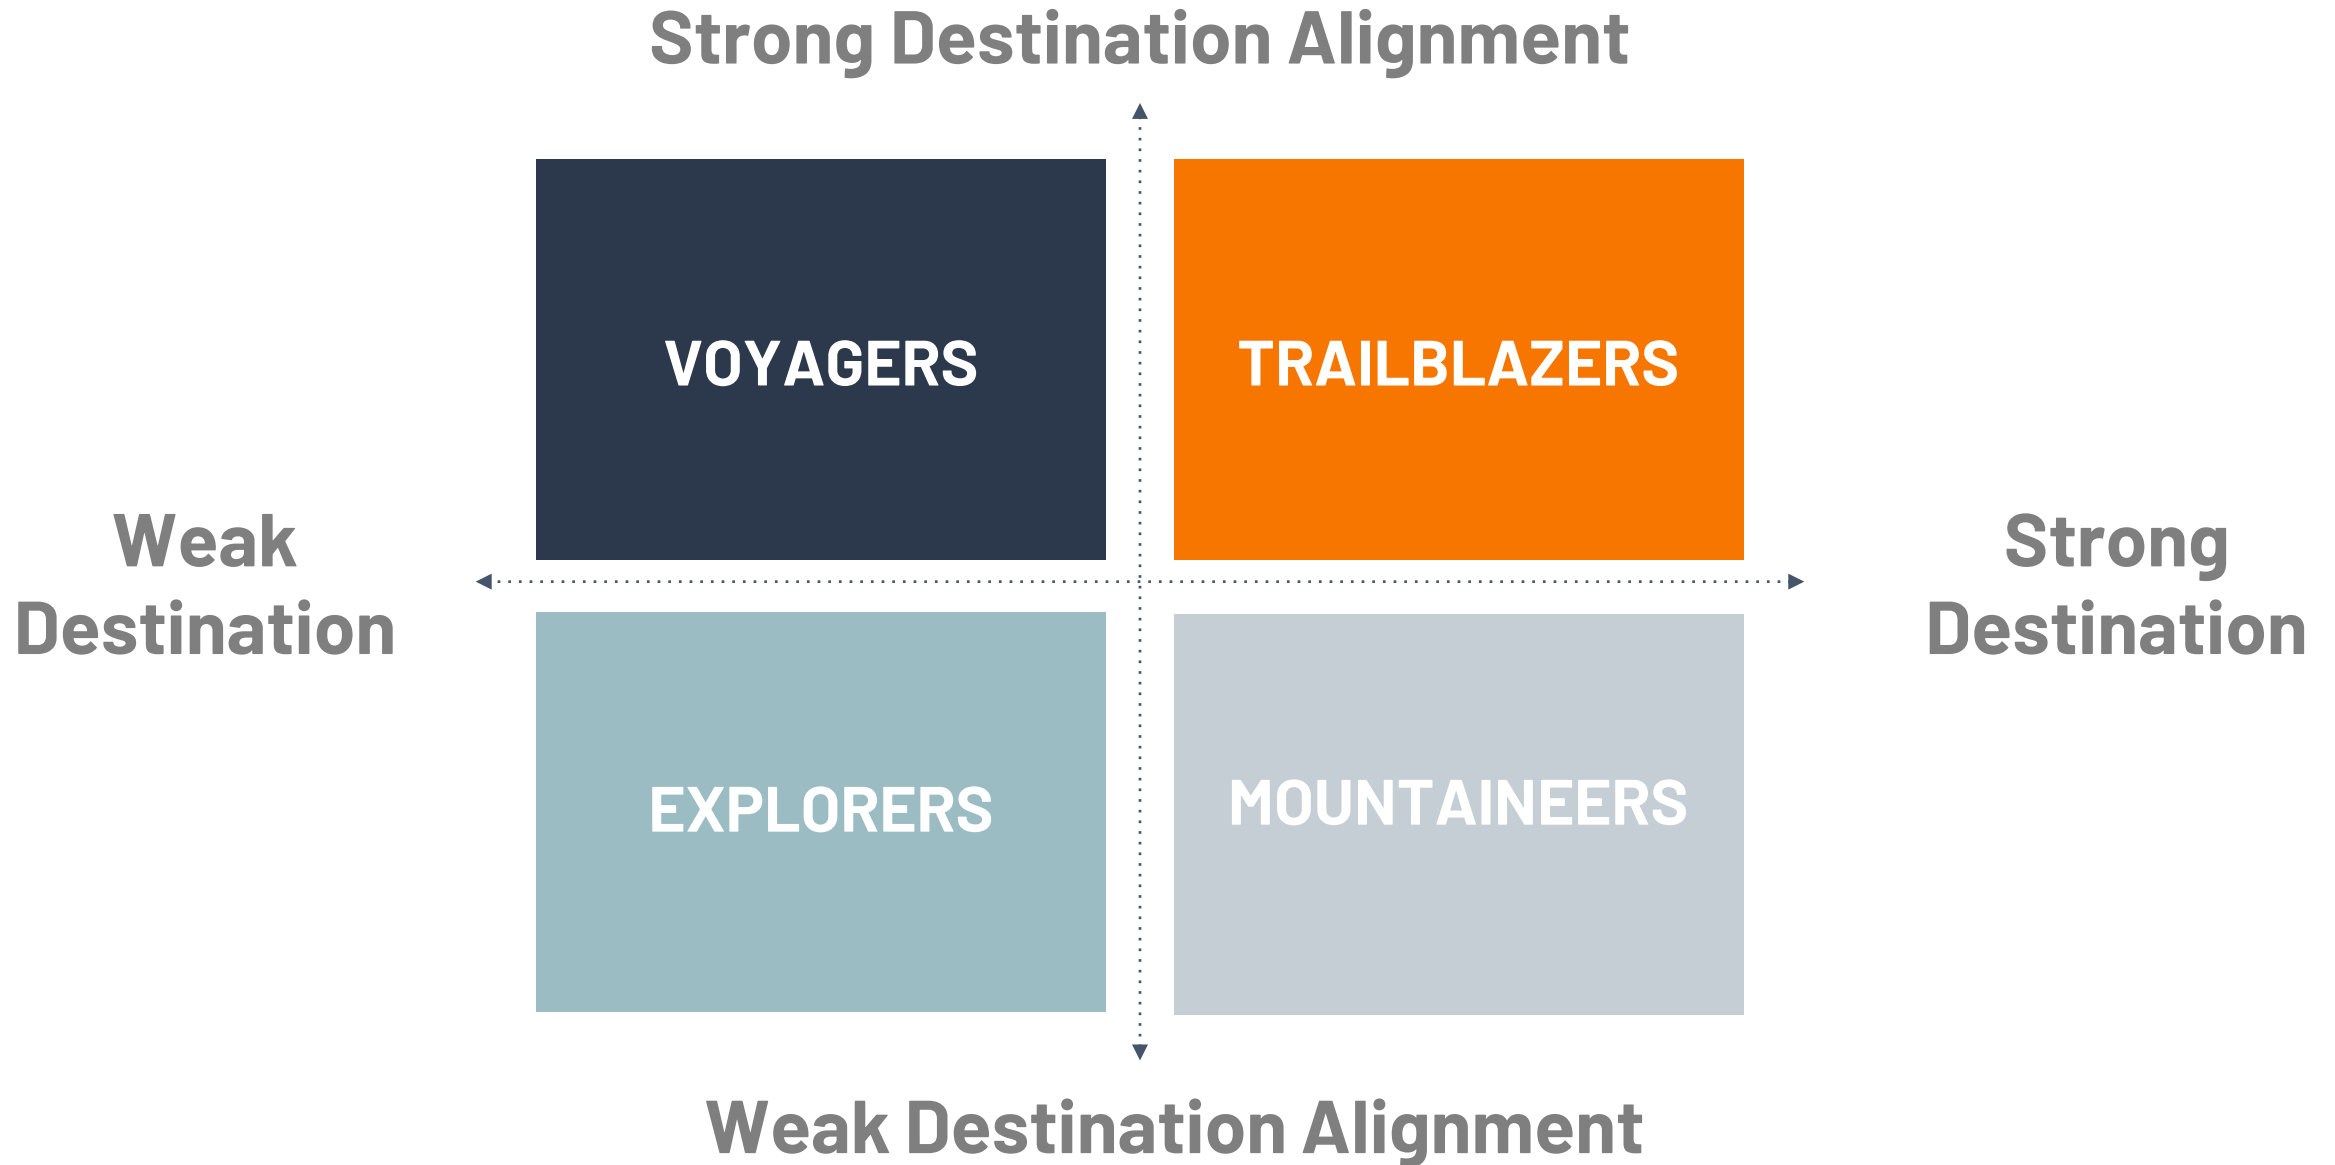 Strong Destination Alignment
VOYAGERS
TRAILBLAZERS
Weak
Destination
Strong
Destination
EXPLORERS
MOUNTAINEERS
Weak Destination Alignment